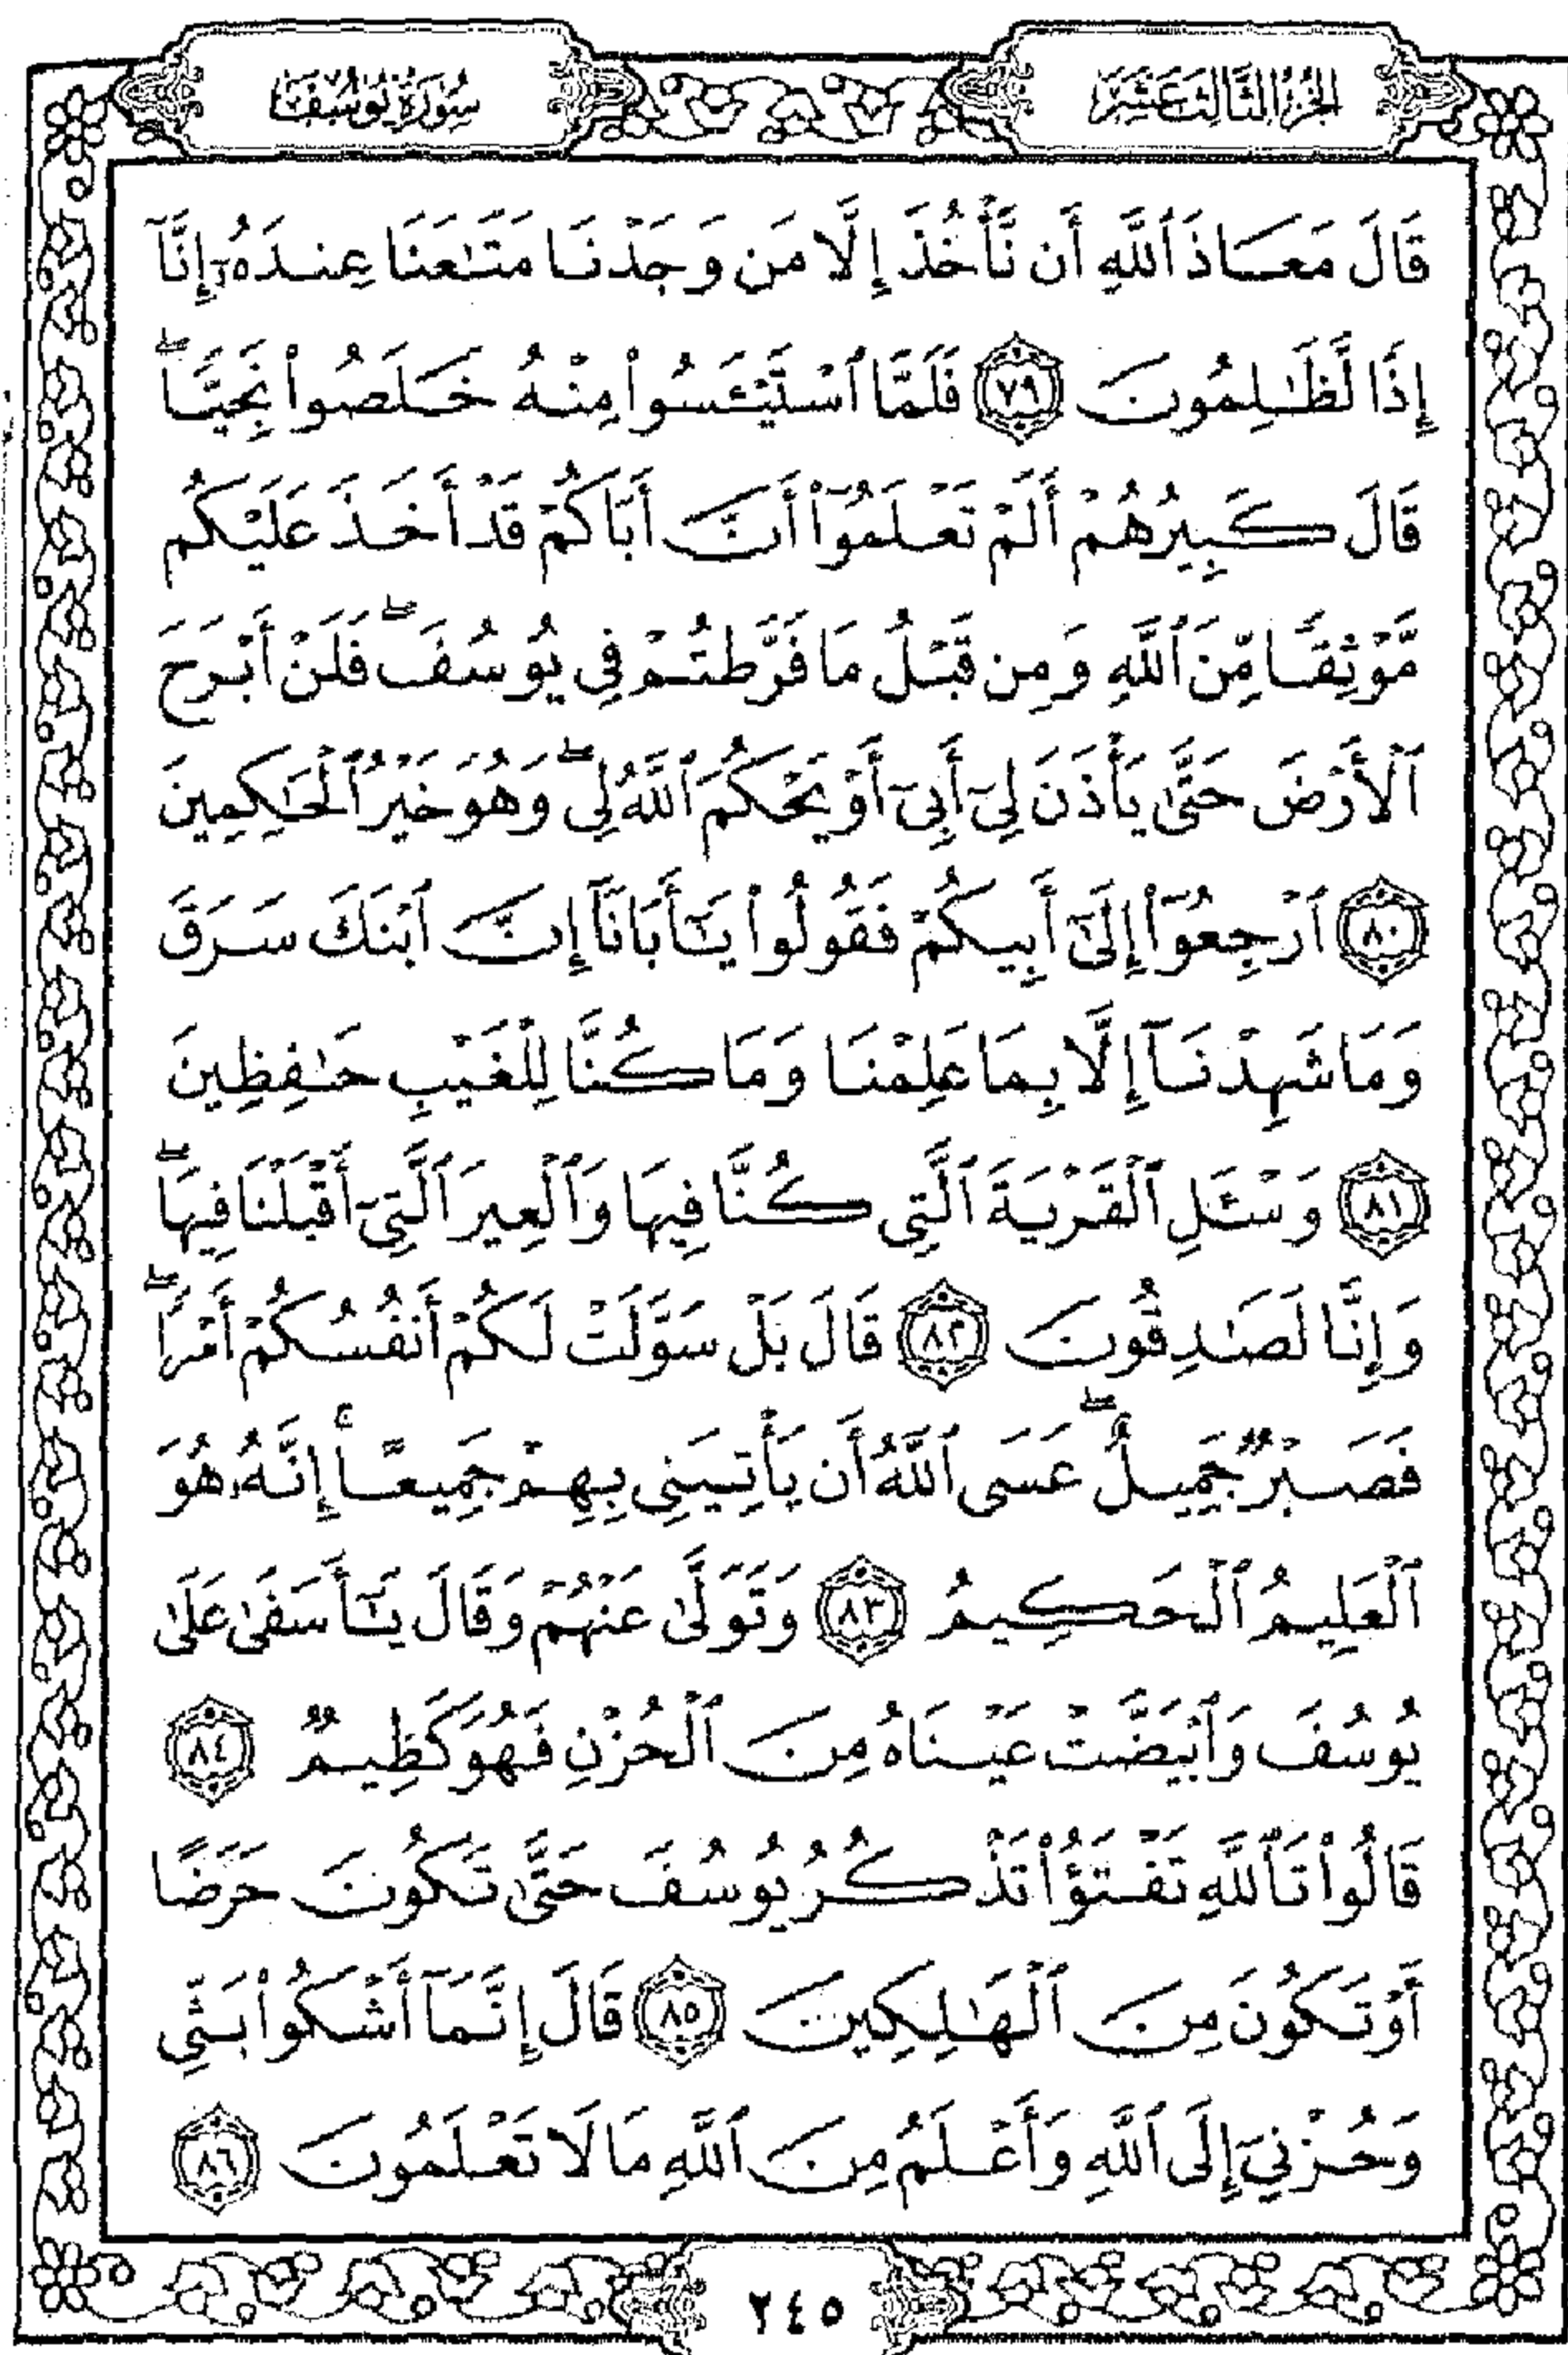 الجزء الثالث عشر
سورة يوسف
قَالَ مَعَاذَ ٱللَّهِ أَن نَّأْخُذَ إِلَّا مَن وَجَدْنَا مَتَـٰعَنَا عِندَهُۥٓ إِنَّآ
إِذًا لَّظَـٰلِمُونَ ٧٩ فَلَمَّا ٱسْتَيْـَٔسُوا۟ مِنْهُ خَلَصُوا۟ نَجِيًّا ۖ
قَالَ كَبِيرُهُمْ أَلَمْ تَعْلَمُوٓا۟ أَنَّ أَبَاكُمْ قَدْ أَخَذَ عَلَيْكُم
مَّوْثِقًا مِّنَ ٱللَّهِ وَمِن قَبْلُ مَا فَرَّطتُمْ فِى يُوسُفَ ۖ فَلَنْ أَبْرَحَ
ٱلْأَرْضَ حَتَّىٰ يَأْذَنَ لِىٓ أَبِىٓ أَوْ يَحْكُمَ ٱللَّهُ لِى ۖ وَهُوَ خَيْرُ ٱلْحَـٰكِمِينَ
٨٠ ٱرْجِعُوٓا۟ إِلَىٰٓ أَبِيكُمْ فَقُولُوا۟ يَـٰٓأَبَانَآ إِنَّ ٱبْنَكَ سَرَقَ
وَمَا شَهِدْنَآ إِلَّا بِمَا عَلِمْنَا وَمَا كُنَّا لِلْغَيْبِ حَـٰفِظِينَ
٨١ وَسْـَٔلِ ٱلْقَرْيَةَ ٱلَّتِى كُنَّا فِيهَا وَٱلْعِيرَ ٱلَّتِىٓ أَقْبَلْنَا فِيهَا ۖ
وَإِنَّا لَصَـٰدِقُونَ ٨٢ قَالَ بَلْ سَوَّلَتْ لَكُمْ أَنفُسُكُمْ أَمْرًا ۖ
فَصَبْرٌ جَمِيلٌ ۖ عَسَى ٱللَّهُ أَن يَأْتِيَنِى بِهِمْ جَمِيعًا ۚ إِنَّهُۥ هُوَ
ٱلْعَلِيمُ ٱلْحَكِيمُ ٨٣ وَتَوَلَّىٰ عَنْهُمْ وَقَالَ يَـٰٓأَسَفَىٰ عَلَىٰ
يُوسُفَ وَٱبْيَضَّتْ عَيْنَاهُ مِنَ ٱلْحُزْنِ فَهُوَ كَظِيمٌ ٨٤
قَالُوا۟ تَٱللَّهِ تَفْتَؤُا۟ تَذْكُرُ يُوسُفَ حَتَّىٰ تَكُونَ حَرَضًا
أَوْ تَكُونَ مِنَ ٱلْهَـٰلِكِينَ ٨٥ قَالَ إِنَّمَآ أَشْكُوا۟ بَثِّى
وَحُزْنِىٓ إِلَى ٱللَّهِ وَأَعْلَمُ مِنَ ٱللَّهِ مَا لَا تَعْلَمُونَ ٨٦
٢٤٥